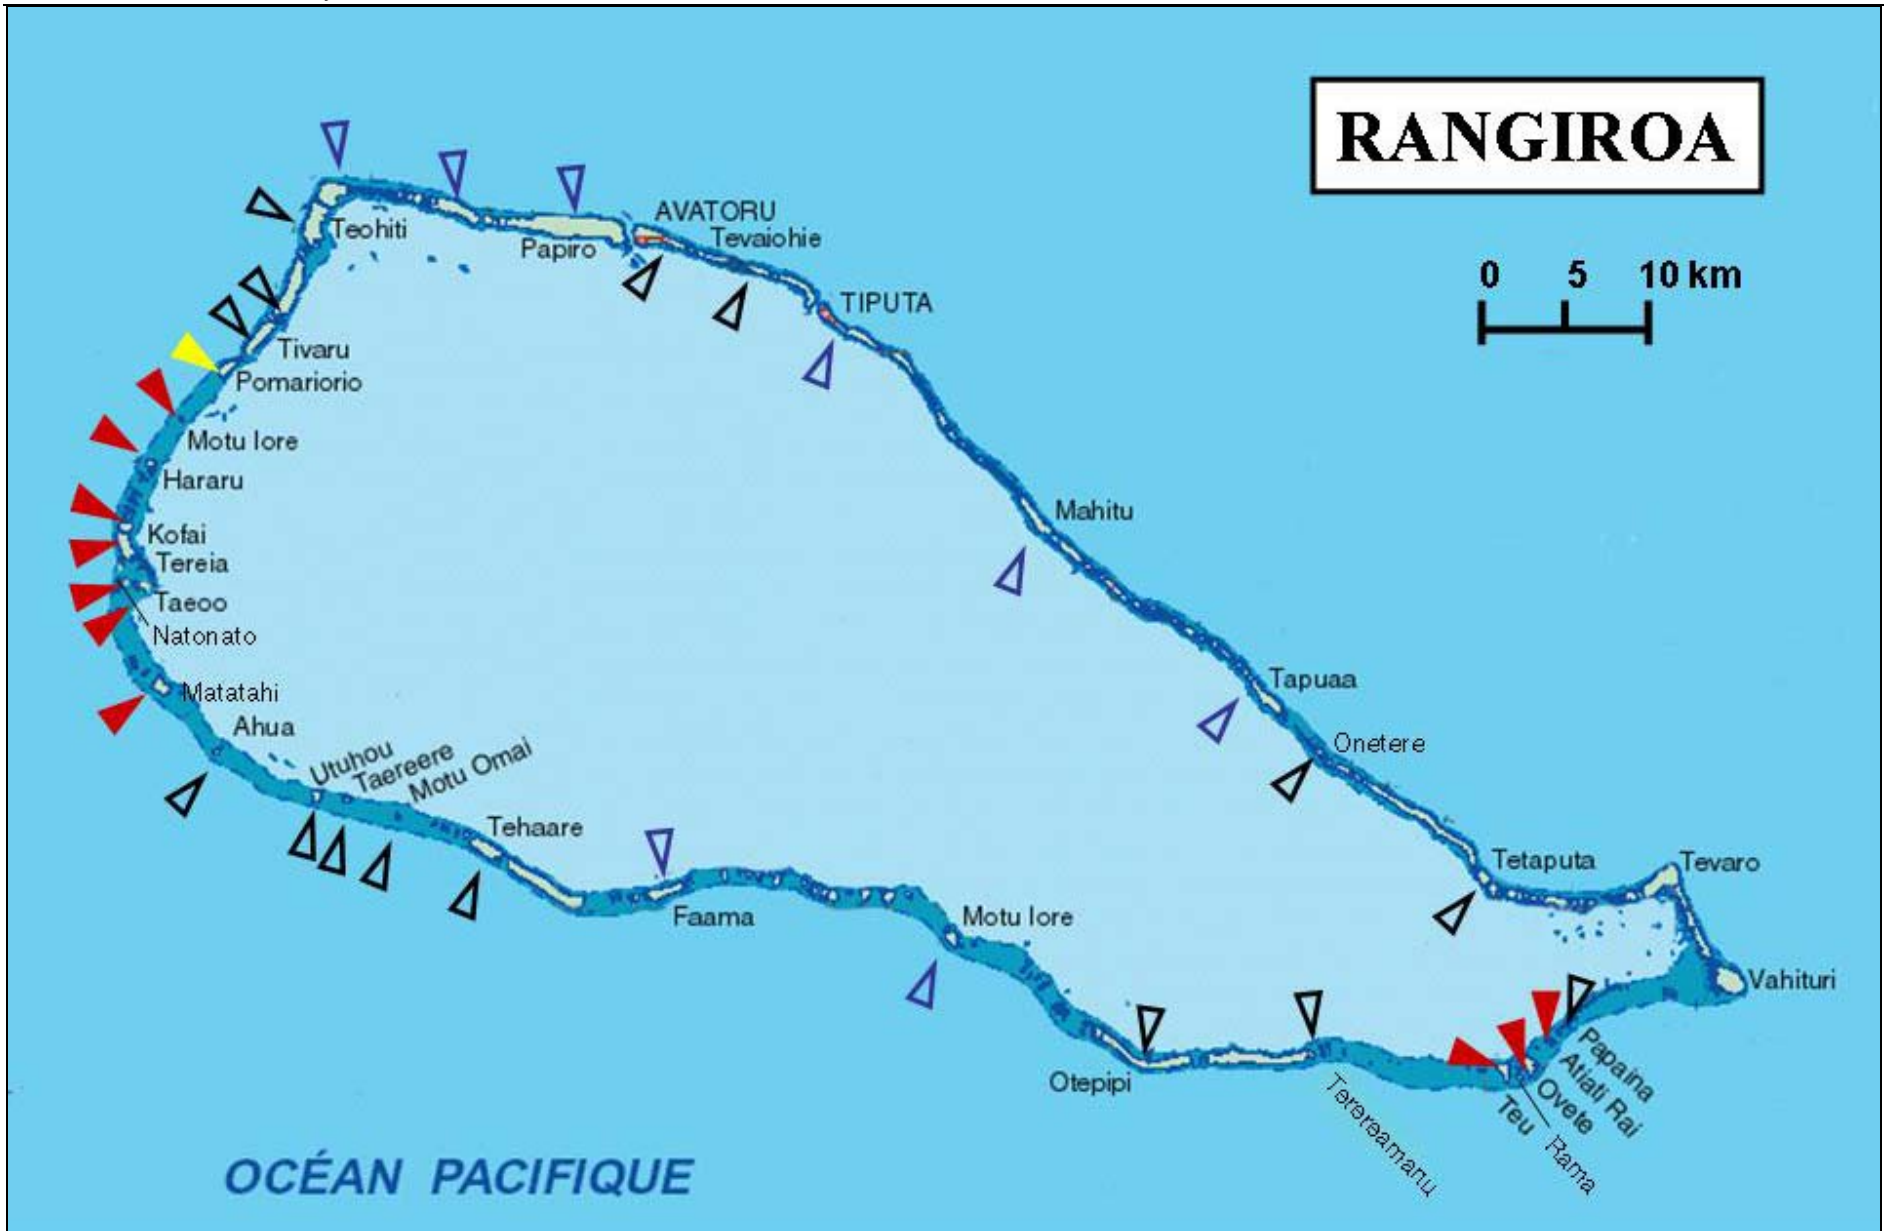 RANGIROA
AVATORU
Tevaiohie
Teohiti
Papiro
0 5 10 km
TIPUTA
Tivaru
Pomariorio
Motu Iore
Hararu
Mahitu
Kofai
Tereia
Taeoo
Natonato
Tapuaa
Matatahi
Ahua
Onetere
Utuhou
Taereere
Motu Omai
Tehaare
Tetaputa
Tevaro
Faama
Motu Iore
Vahituri
Otepipi
Papaina
Atiati Rai
Ovete
Teu
Rama
Terereamanu
OCÉAN PACIFIQUE